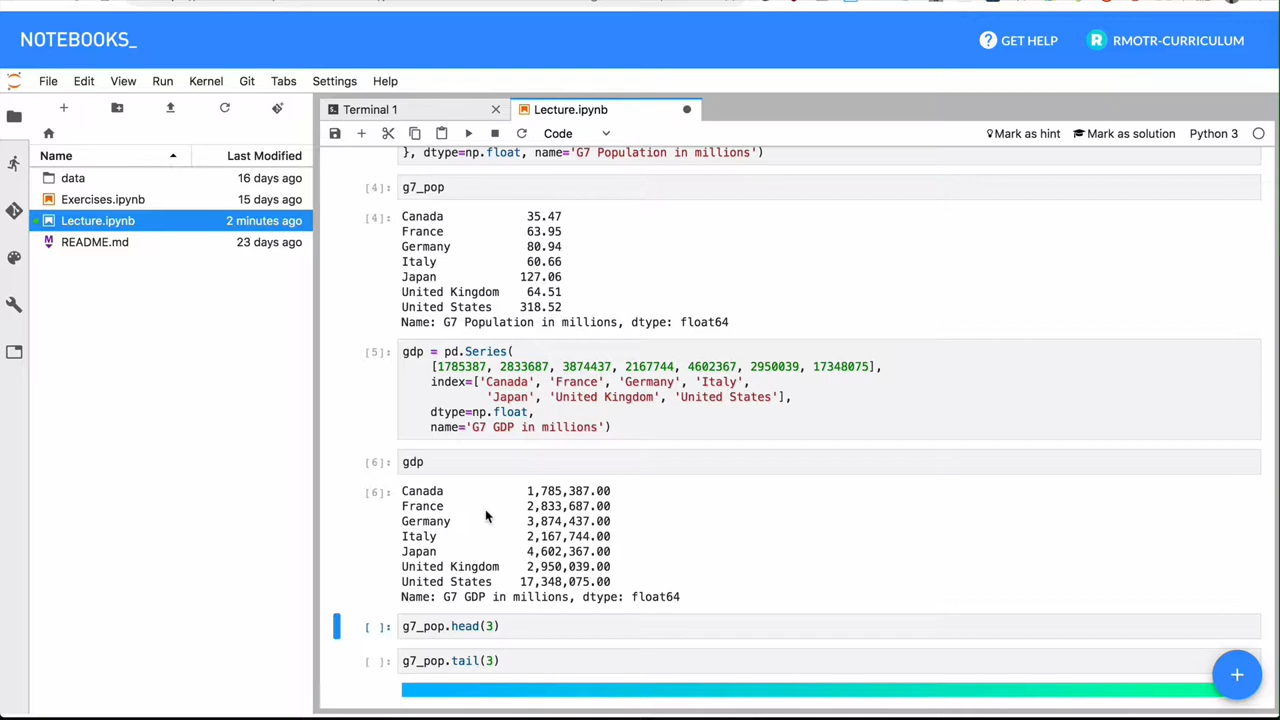 NOTEBOOKS_
? GET HELP
R RMOTR-CURRICULUM
File Edit View Run Kernel Git Tabs Settings Help
Name Last Modified
data 16 days ago
Exercises.ipynb 15 days ago
Lecture.ipynb 2 minutes ago
README.md 23 days ago
Terminal 1
Lecture.ipynb
Code
Mark as hint
Mark as solution
Python 3
}, dtype=np.float, name='G7 Population in millions')
[4]: g7_pop
[4]: Canada 35.47
France 63.95
Germany 80.94
Italy 60.66
Japan 127.06
United Kingdom 64.51
United States 318.52
Name: G7 Population in millions, dtype: float64
[5]: gdp = pd.Series(
[1785387, 2833687, 3874437, 2167744, 4602367, 2950039, 17348075],
index=['Canada', 'France', 'Germany', 'Italy',
'Japan', 'United Kingdom', 'United States'],
dtype=np.float,
name='G7 GDP in millions')
[6]: gdp
[6]: Canada 1,785,387.00
France 2,833,687.00
Germany 3,874,437.00
Italy 2,167,744.00
Japan 4,602,367.00
United Kingdom 2,950,039.00
United States 17,348,075.00
Name: G7 GDP in millions, dtype: float64
[ ]: g7_pop.head(3)
[ ]: g7_pop.tail(3)